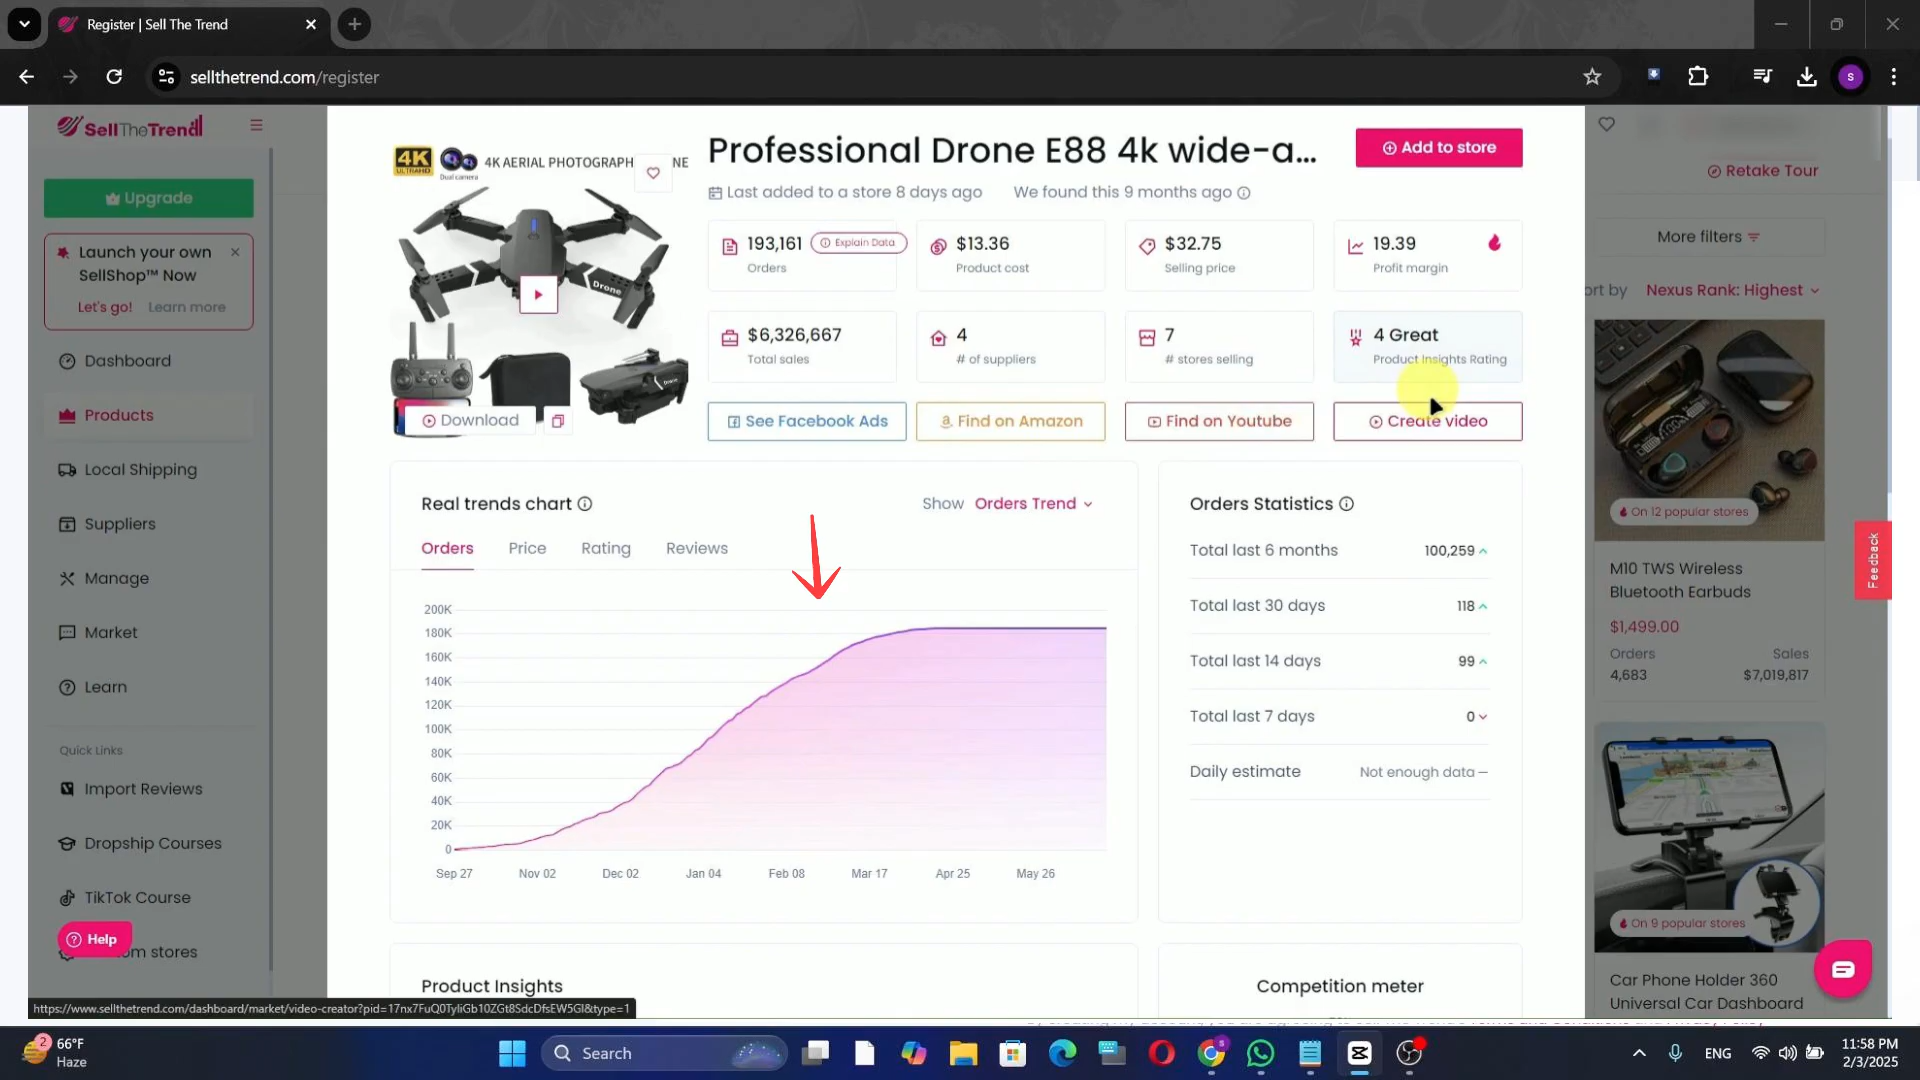 Register | Sell The Trend
sellthetrend.com/register
S
SellTheTrend
Upgrade
Launch your own
SellShop™ Now
Let's go! Learn more
Dashboard
Products
Local Shipping
Suppliers
Manage
Market
Learn
Quick Links
Import Reviews
Dropship Courses
TikTok Course
om stores
Help
4K
ULTRAHD
Dual camera
4K AERIAL PHOTOGRAPH NE
Drone
Download
Professional Drone E88 4k wide-a...
Add to store
Last added to a store 8 days ago We found this 9 months ago
193,161 Explain Data
Orders
$13.36
Product cost
$32.75
Selling price
19.39
Profit margin
$6,326,667
Total sales
4
# of suppliers
7
# stores selling
4 Great
Product Insights Rating
See Facebook Ads
Find on Amazon
Find on Youtube
Create video
Real trends chart
Show Orders Trend
Orders Price Rating Reviews
200K
180K
160K
140K
120K
100K
80K
60K
40K
20K
0
Sep 27 Nov 02 Dec 02 Jan 04 Feb 08 Mar 17 Apr 25 May 26
Orders Statistics
Total last 6 months 100,259
Total last 30 days 118
Total last 14 days 99
Total last 7 days 0
Daily estimate Not enough data –
Product Insights
Competition meter
Retake Tour
More filters
ort by Nexus Rank: Highest
On 12 popular stores
M10 TWS Wireless
Bluetooth Earbuds
$1,499.00
Orders Sales
4,683 $7,019,817
On 9 popular stores
Car Phone Holder 360
Universal Car Dashboard
Feedback
https://www.sellthetrend.com/dashboard/market/video-creator?pid=17nx7FuQ0TyliGb10ZGt8SdcDfsEW5GI&type=1
2
66°F
Haze
Search
ENG
11:58 PM
2/3/2025